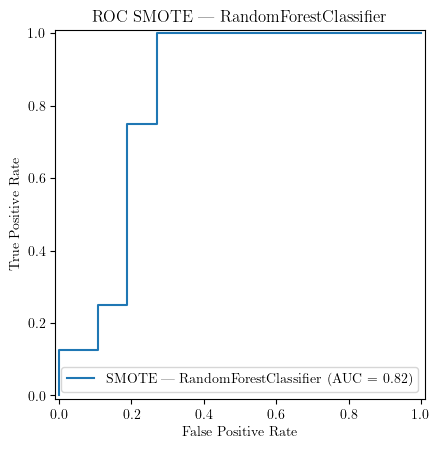 ROC SMOTE — RandomForestClassifier
1.0
0.8
0.6
0.4
0.2
0.0
True Positive Rate
SMOTE — RandomForestClassifier (AUC = 0.82)
0.0 0.2 0.4 0.6 0.8 1.0
False Positive Rate